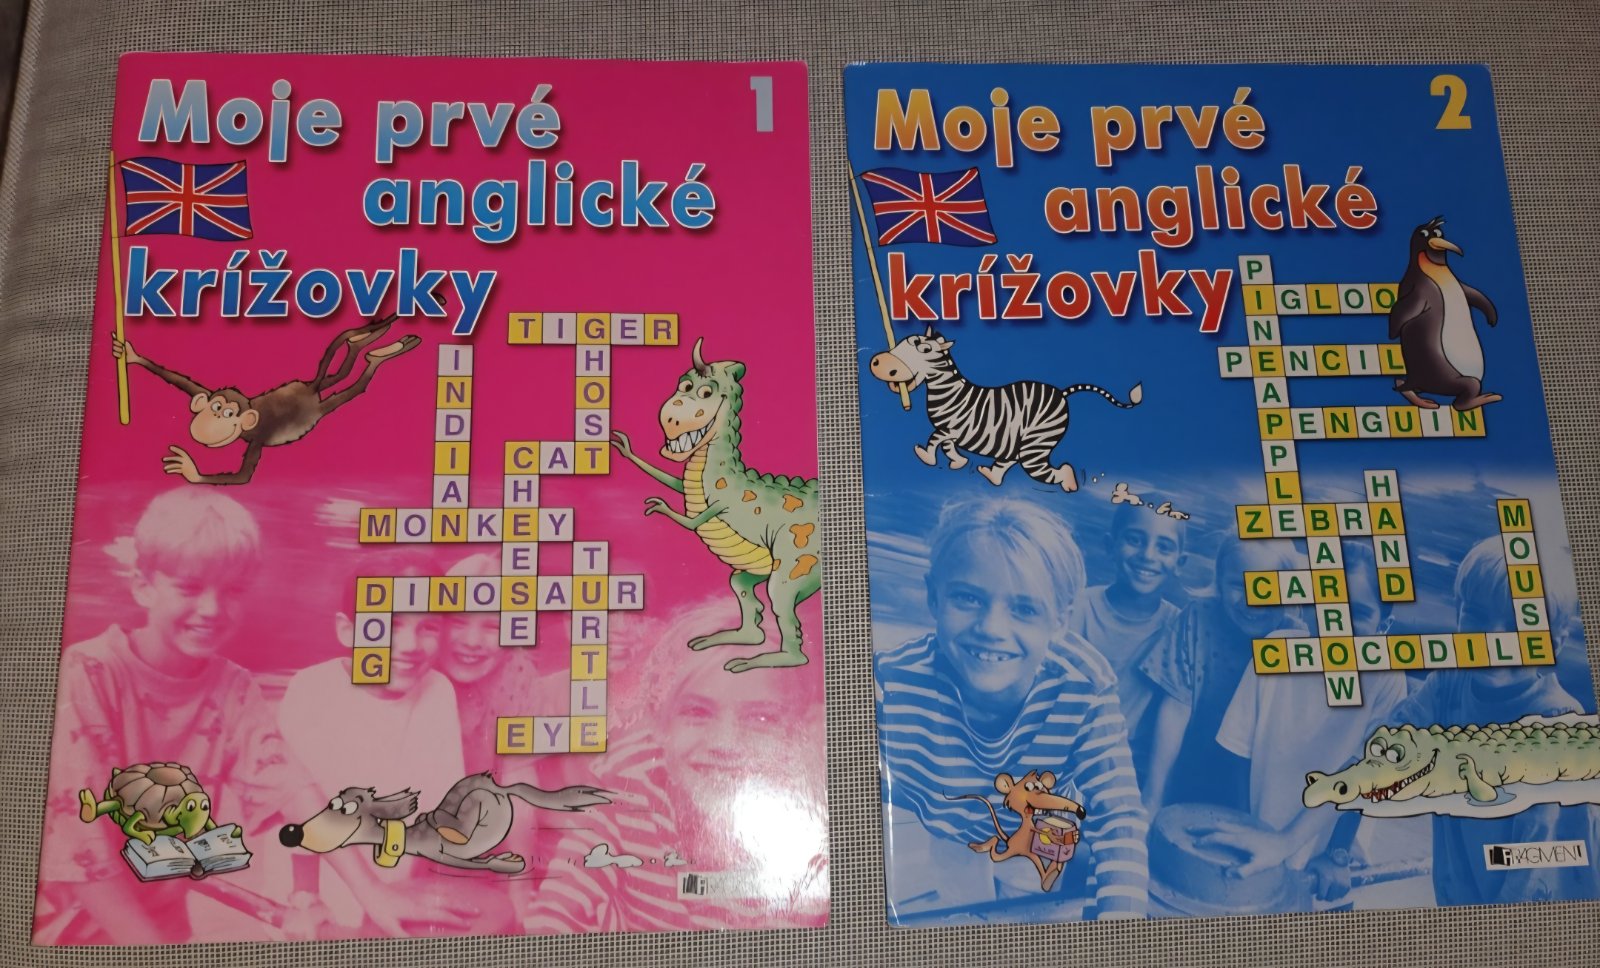 Moje prvé
anglické
krížovky
1
TIGER
GHOST
INDIAN
CAT
CHEESE
MONKEY
TURTLE
DINOSAUR
DOG
EYE
Moje prvé
anglické
krížovky
2
PINEAPPLE
IGLOO
PENCIL
PENGUIN
HAND
ZEBRA
BARROW
MOUSE
CAR
CROCODILE
FRAGMENT